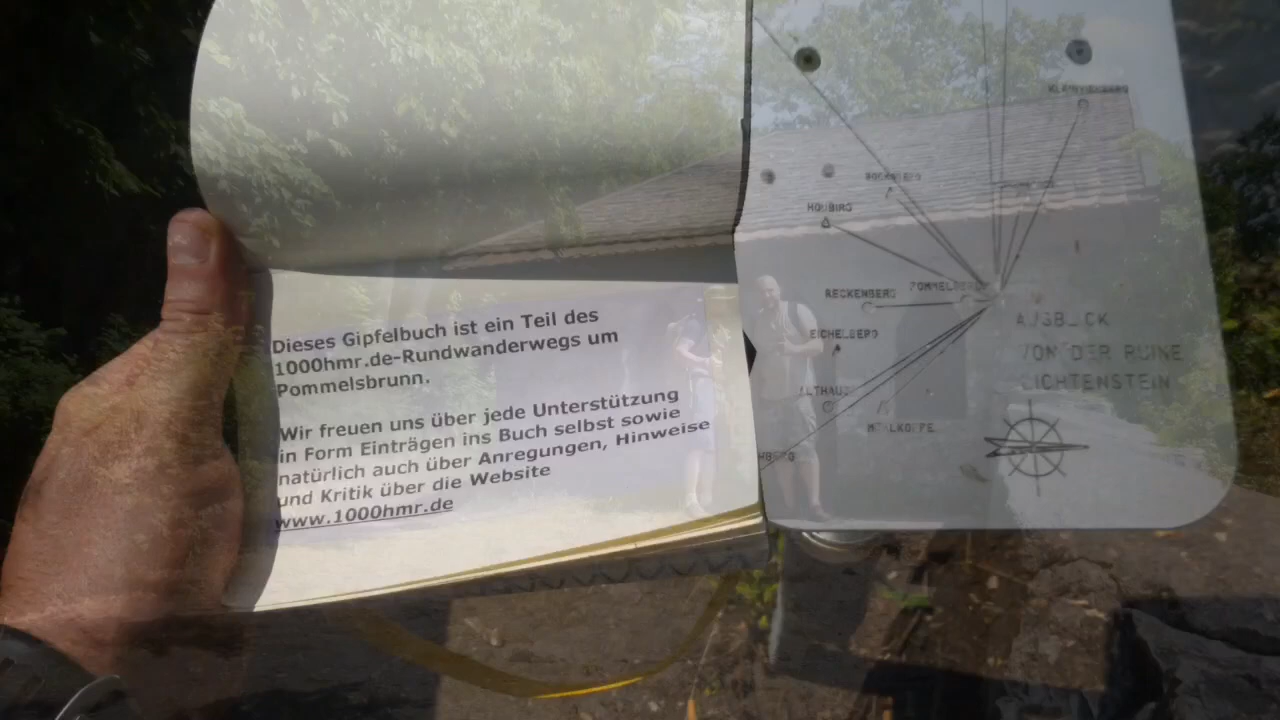 Dieses Gipfelbuch ist ein Teil des
1000hmr.de-Rundwanderwegs um
Pommelsbrunn.
Wir freuen uns über jede Unterstützung
in Form Einträgen ins Buch selbst sowie
natürlich auch über Anregungen, Hinweise
und Kritik über die Website
www.1000hmr.de
HOUBIRG
RECKENBERG
POMMELSBRUNN
EICHELBERG
ALTHAUS
AUSBLICK
VON DER RUINE
LICHTENSTEIN